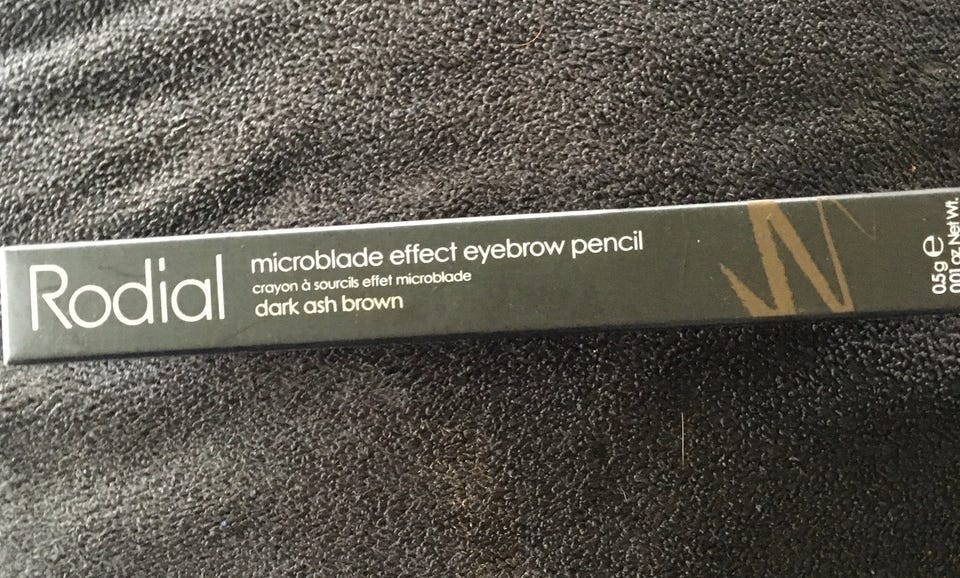 Rodial
microblade effect eyebrow pencil
crayon à sourcils effet microblade
dark ash brown
0.5g e
0.01 oz. Net Wt.